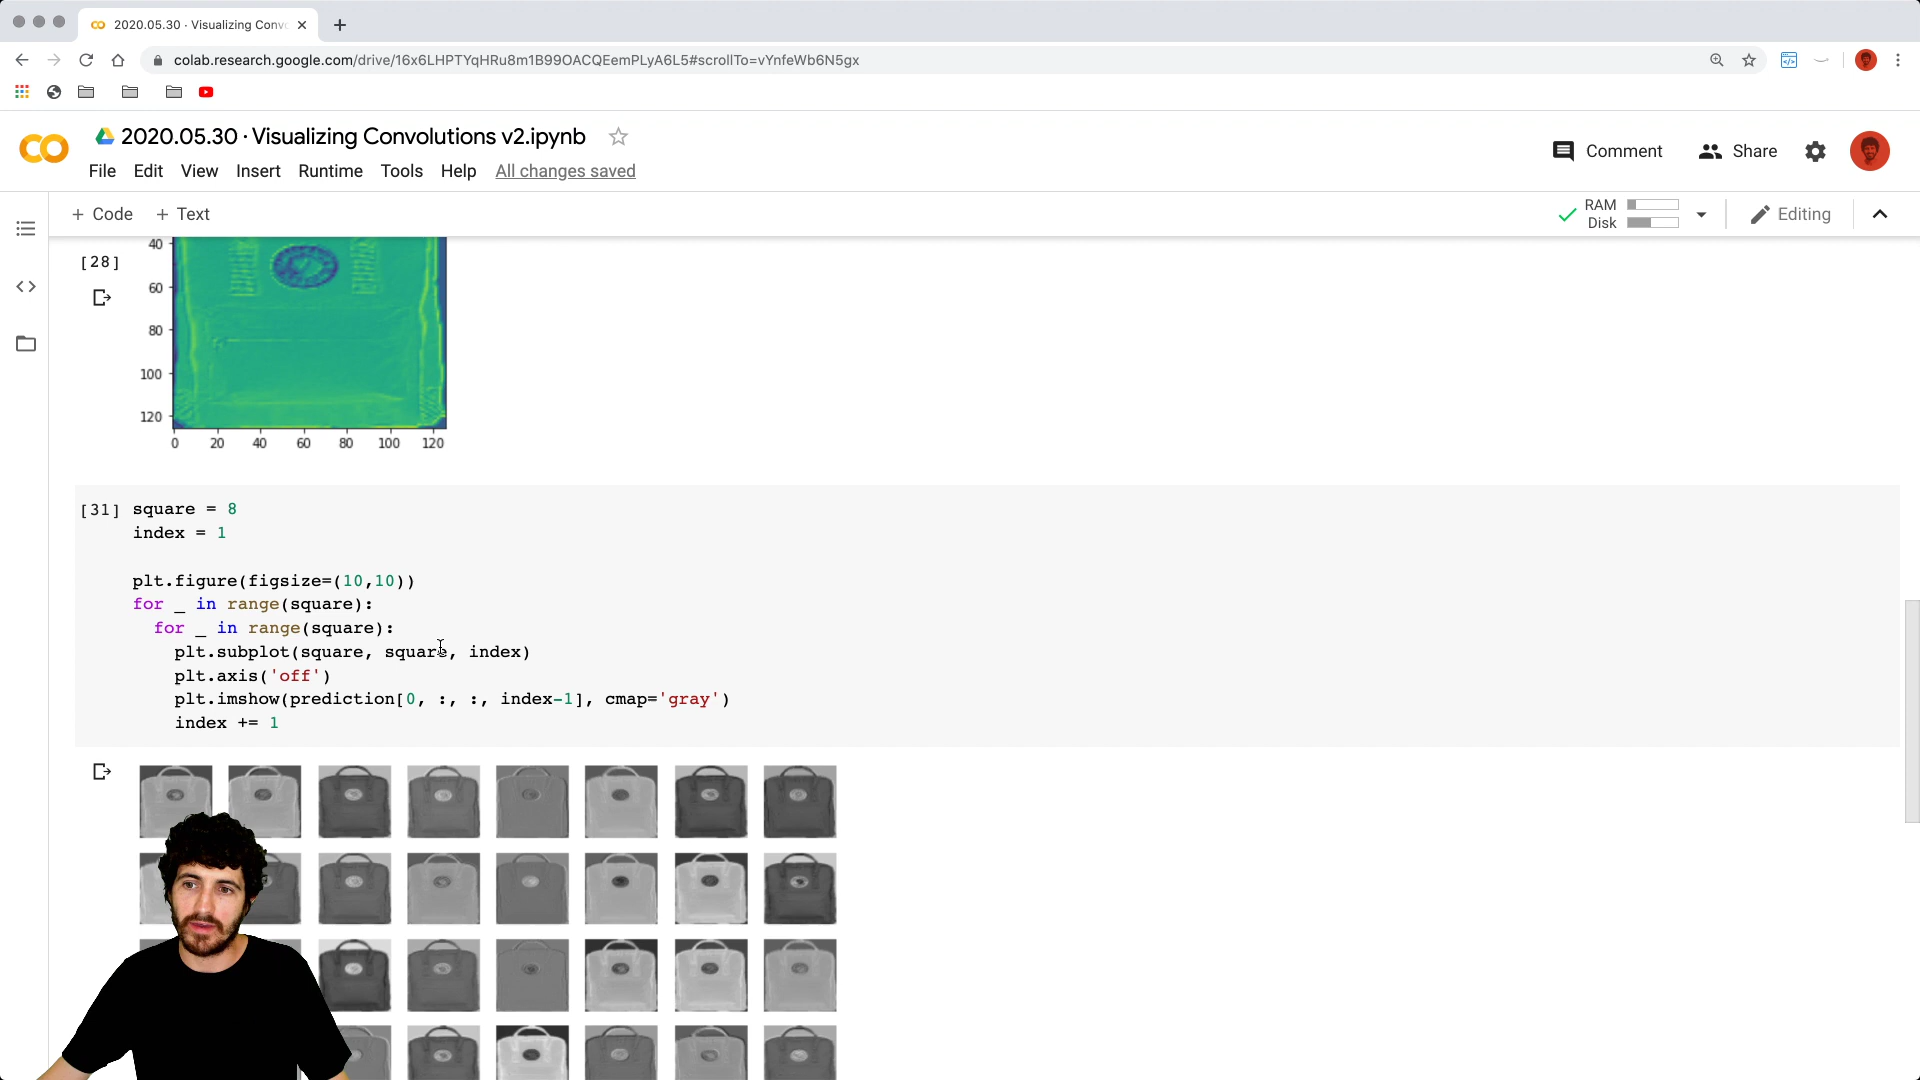 2020.05.30 · Visualizing Conv
colab.research.google.com/drive/16x6LHPTYqHRu8m1B99OACQEemPLyA6L5#scrollTo=vYnfeWb6N5gx
2020.05.30 · Visualizing Convolutions v2.ipynb
Comment
Share
File Edit View Insert Runtime Tools Help All changes saved
+ Code + Text
RAM
Disk
Editing
40
[28]
60
80
100
120
0 20 40 60 80 100 120
[31] square = 8
index = 1
plt.figure(figsize=(10,10))
for _ in range(square):
for _ in range(square):
plt.subplot(square, square, index)
plt.axis('off')
plt.imshow(prediction[0, :, :, index-1], cmap='gray')
index += 1